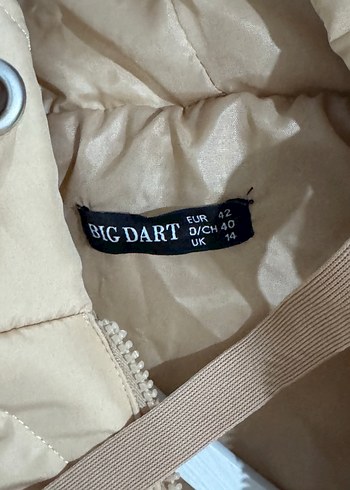 BIG DART
EUR 42
D/CH 40
UK 14